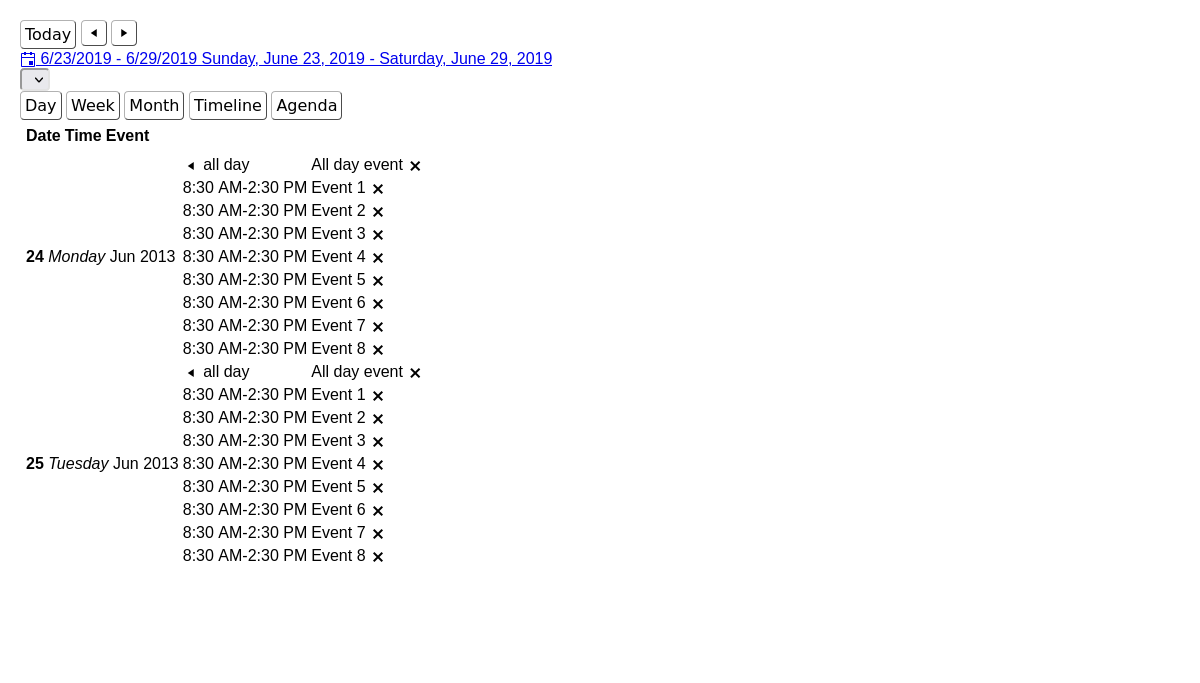 Today
6/23/2019 - 6/29/2019 Sunday, June 23, 2019 - Saturday, June 29, 2019
Day Week Month Timeline Agenda
Date Time Event
all day All day event
8:30 AM-2:30 PM Event 1
8:30 AM-2:30 PM Event 2
8:30 AM-2:30 PM Event 3
24 Monday Jun 2013 8:30 AM-2:30 PM Event 4
8:30 AM-2:30 PM Event 5
8:30 AM-2:30 PM Event 6
8:30 AM-2:30 PM Event 7
8:30 AM-2:30 PM Event 8
all day All day event
8:30 AM-2:30 PM Event 1
8:30 AM-2:30 PM Event 2
8:30 AM-2:30 PM Event 3
25 Tuesday Jun 2013 8:30 AM-2:30 PM Event 4
8:30 AM-2:30 PM Event 5
8:30 AM-2:30 PM Event 6
8:30 AM-2:30 PM Event 7
8:30 AM-2:30 PM Event 8